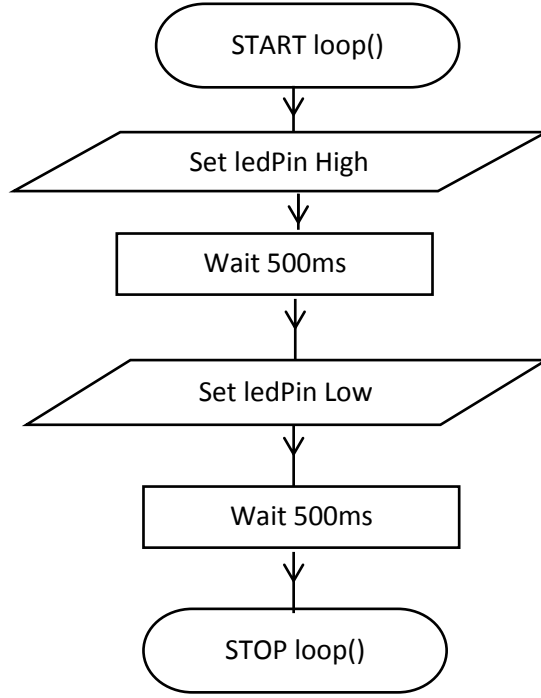 START loop()
Set ledPin High
Wait 500ms
Set ledPin Low
Wait 500ms
STOP loop()